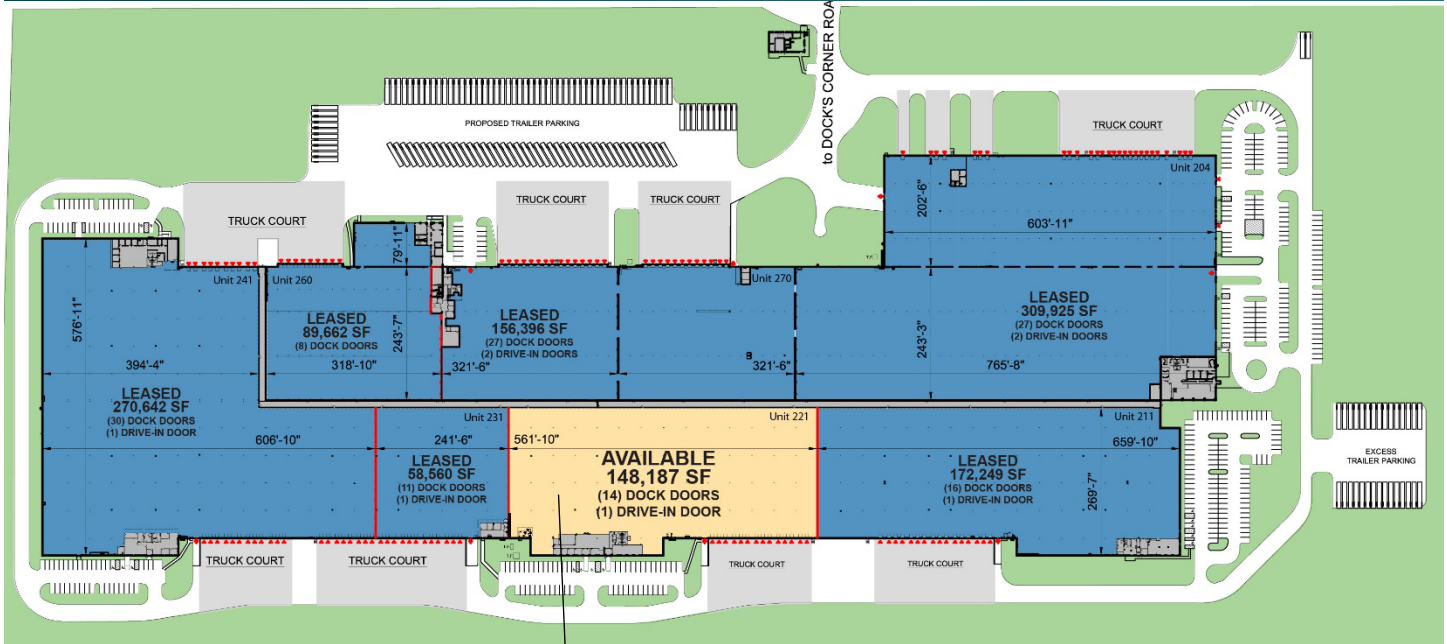 to DOCK'S CORNER ROA
PROPOSED TRAILER PARKING
TRUCK COURT
Unit 204
202'-6"
603'-11"
TRUCK COURT
TRUCK COURT
TRUCK COURT
79'-11"
Unit 241
Unit 260
Unit 270
576'-11"
394'-4"
LEASED
270,642 SF
(30) DOCK DOORS
(1) DRIVE-IN DOOR
606'-10"
LEASED
89,662 SF
(8) DOCK DOORS
318'-10"
243'-7"
LEASED
156,396 SF
(27) DOCK DOORS
(2) DRIVE-IN DOORS
321'-6"
321'-6"
LEASED
309,925 SF
(27) DOCK DOORS
(2) DRIVE-IN DOORS
243'-3"
765'-8"
Unit 231
241'-6"
LEASED
58,560 SF
(11) DOCK DOORS
(1) DRIVE-IN DOOR
Unit 221
561'-10"
AVAILABLE
148,187 SF
(14) DOCK DOORS
(1) DRIVE-IN DOOR
Unit 211
659'-10"
LEASED
172,249 SF
(16) DOCK DOORS
(1) DRIVE-IN DOOR
269'-7"
EXCESS
TRAILER PARKING
TRUCK COURT
TRUCK COURT
TRUCK COURT
TRUCK COURT